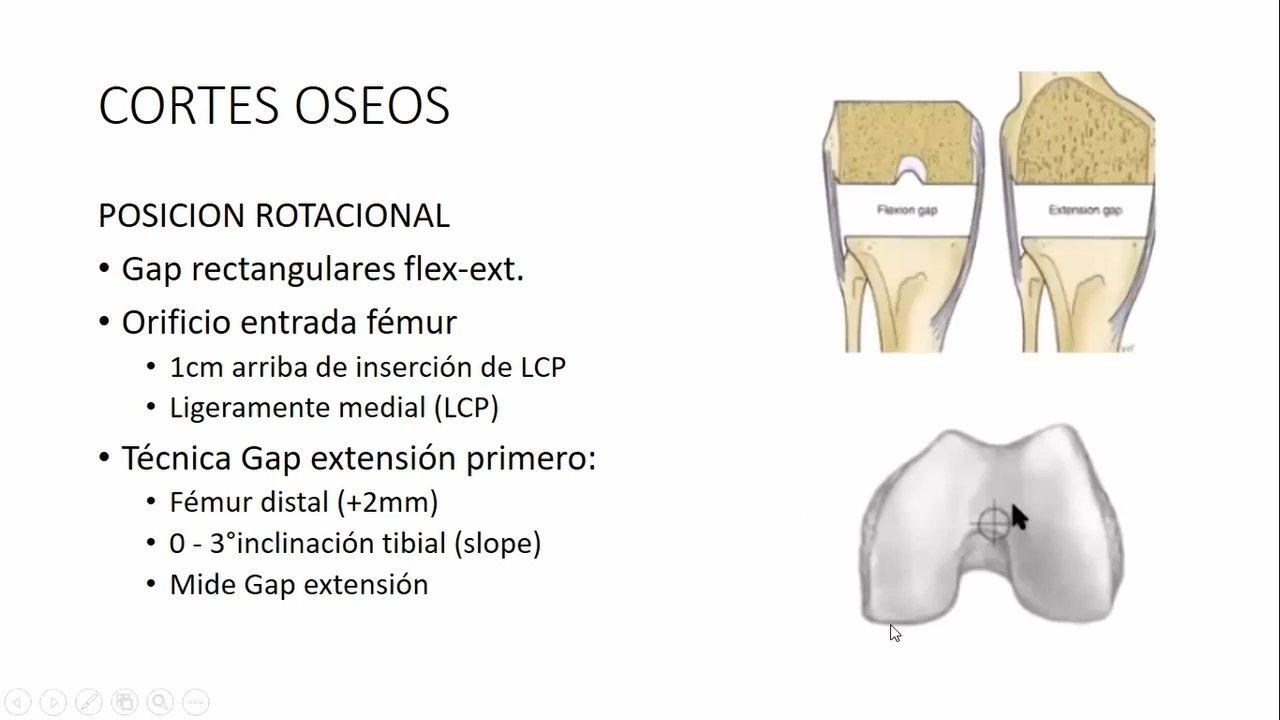 CORTES OSEOS
POSICION ROTACIONAL
• Gap rectangulares flex-ext.
• Orificio entrada fémur
• 1cm arriba de inserción de LCP
• Ligeramente medial (LCP)
• Técnica Gap extensión primero:
• Fémur distal (+2mm)
• 0 - 3°inclinación tibial (slope)
• Mide Gap extensión
Flexion gap
Extension gap